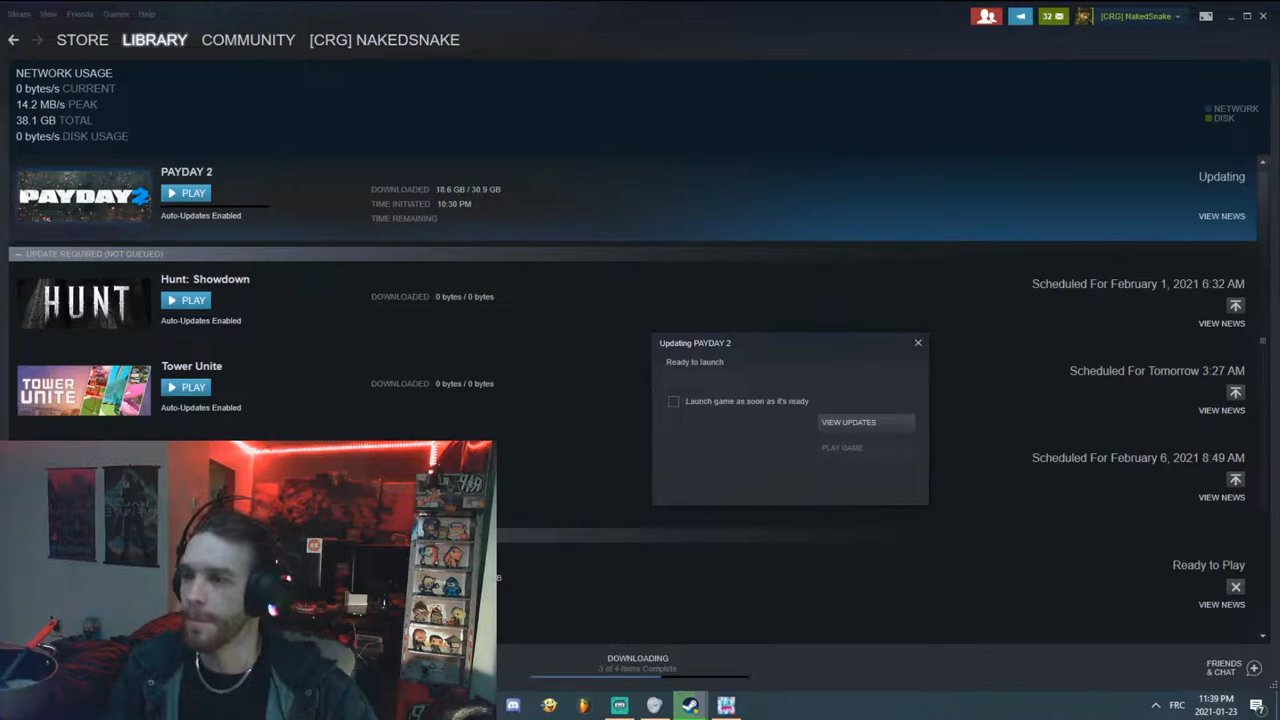 Steam View Friends Games Help
32
[CRG] NakedSnake
STORE LIBRARY COMMUNITY [CRG] NAKEDSNAKE
NETWORK USAGE
0 bytes/s CURRENT
14.2 MB/s PEAK
38.1 GB TOTAL
0 bytes/s DISK USAGE
NETWORK
DISK
PAYDAY 2
PAYDAY 2
PLAY
Auto-Updates Enabled
DOWNLOADED 18.6 GB / 30.9 GB
TIME INITIATED 10:30 PM
TIME REMAINING
Updating
VIEW NEWS
UPDATE REQUIRED (NOT QUEUED)
HUNT
Hunt: Showdown
PLAY
Auto-Updates Enabled
DOWNLOADED 0 bytes / 0 bytes
Scheduled For February 1, 2021 6:32 AM
VIEW NEWS
TOWER UNITE
Tower Unite
PLAY
Auto-Updates Enabled
DOWNLOADED 0 bytes / 0 bytes
Scheduled For Tomorrow 3:27 AM
VIEW NEWS
Updating PAYDAY 2
Ready to launch
Launch game as soon as it's ready
VIEW UPDATES
PLAY GAME
Scheduled For February 6, 2021 8:49 AM
VIEW NEWS
Ready to Play
VIEW NEWS
DOWNLOADING
3 of 4 Items Complete
FRIENDS
& CHAT
FRC
11:39 PM
2021-01-23
7